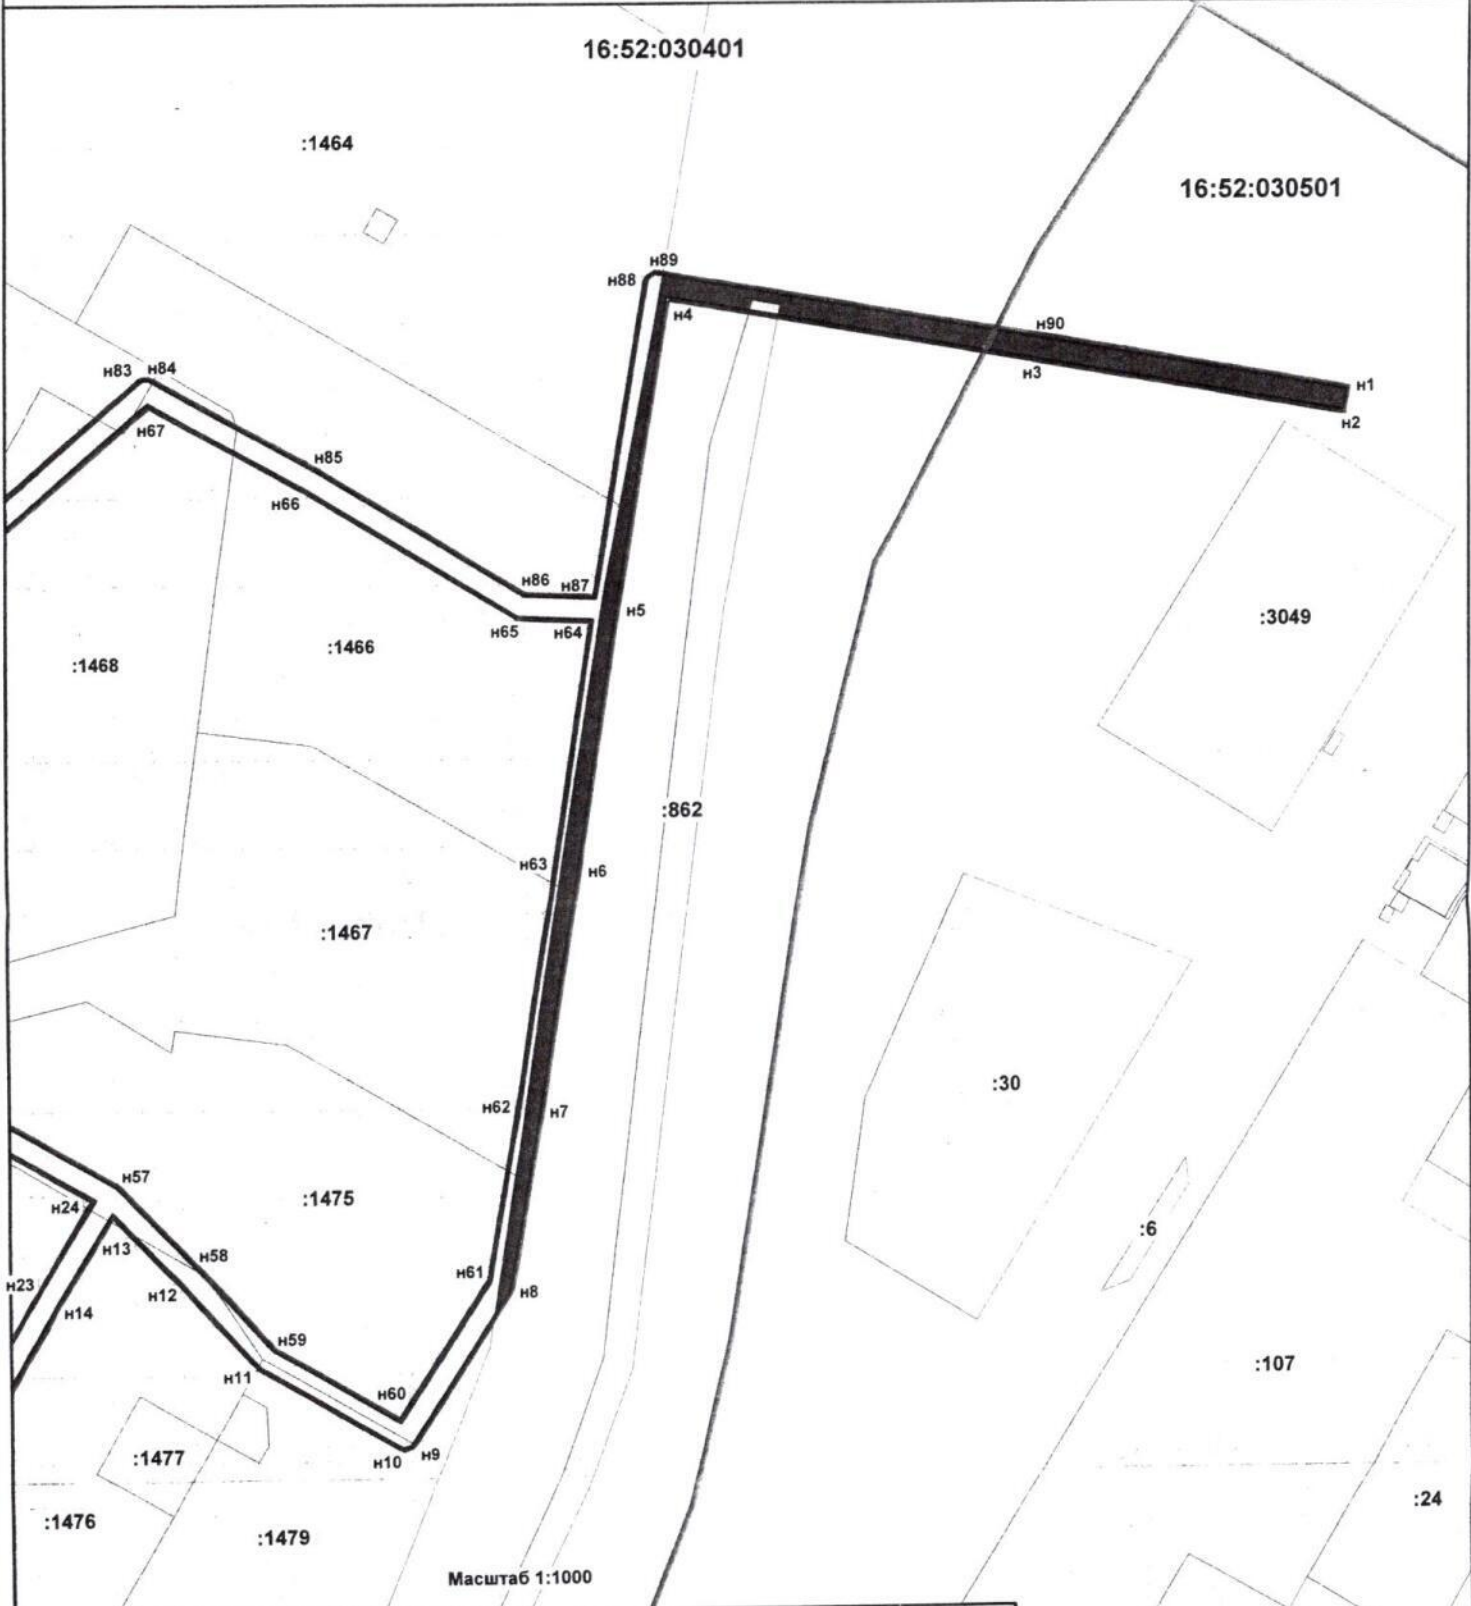 16:52:030401
:1464
16:52:030501
н89
н88
н4
н90
н3
н1
н2
н83
н84
н67
н85
н66
н86
н87
н5
н65
н64
:3049
:1466
:1468
:862
н63
н6
:1467
н62
н7
:30
н57
н24
:1475
:6
н13
н58
н23
н14
н12
н61
н8
н59
н11
:107
н60
н10
н9
:1477
:24
:1476
:1479
Масштаб 1:1000